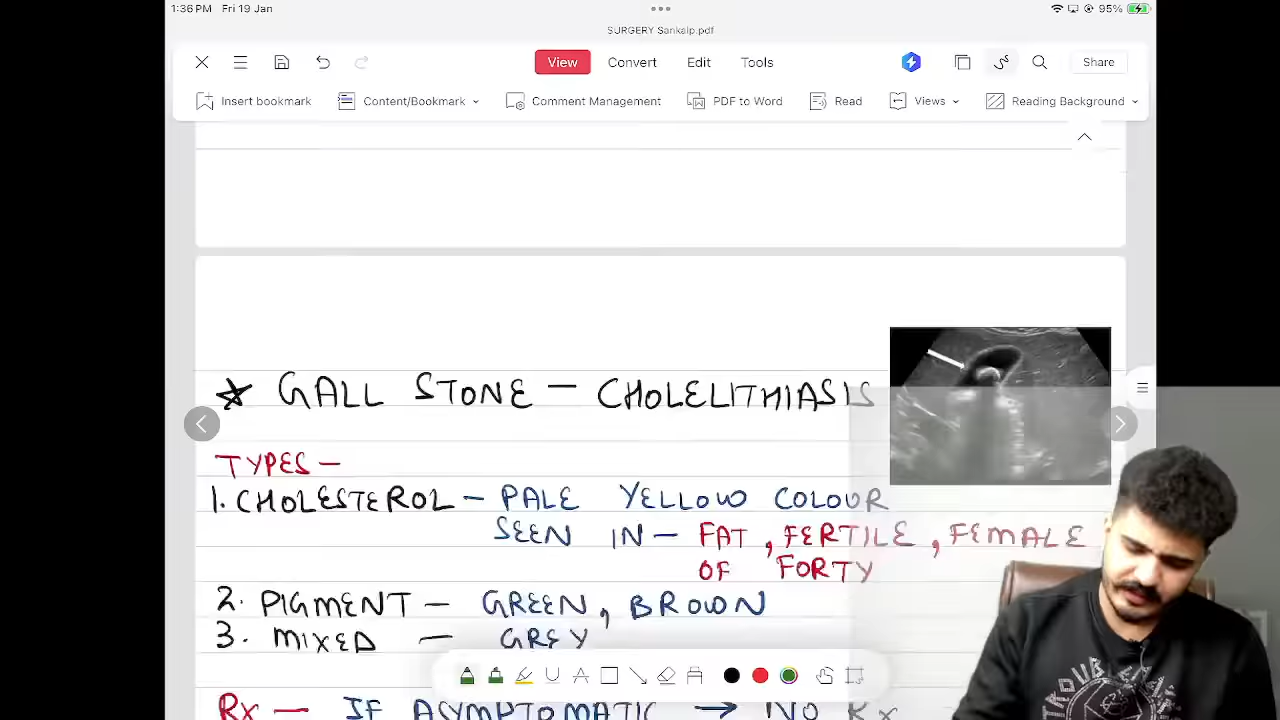 1:36 PM Fri 19 Jan
95%
SURGERY Sankalp.pdf
View Convert Edit Tools
Share
Insert bookmark Content/Bookmark Comment Management PDF to Word Read Views Reading Background
★ GALL STONE – CHOLELITHIASIS
TYPES –
1. CHOLESTEROL – PALE YELLOW COLOUR
SEEN IN – FAT, FERTILE, FEMALE
OF FORTY
2. PIGMENT – GREEN, BROWN
3. MIXED – GREY
Rx – IF ASYMPTOMATIC → NO Rx